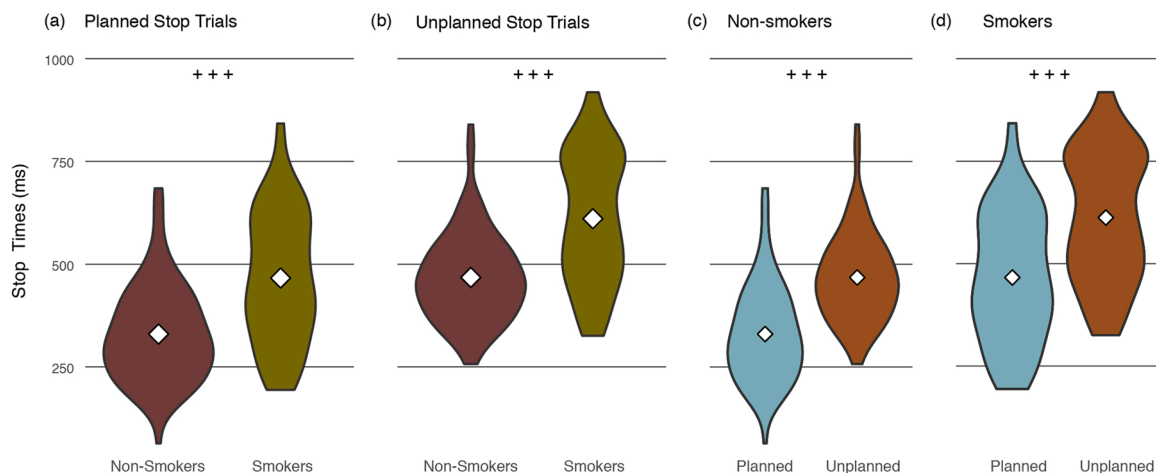 (a) Planned Stop Trials
(b) Unplanned Stop Trials
(c) Non-smokers
(d) Smokers
Stop Times (ms)
1000
750
500
250
+ + +
+ + +
+ + +
+ + +
Non-Smokers Smokers
Non-Smokers Smokers
Planned Unplanned
Planned Unplanned